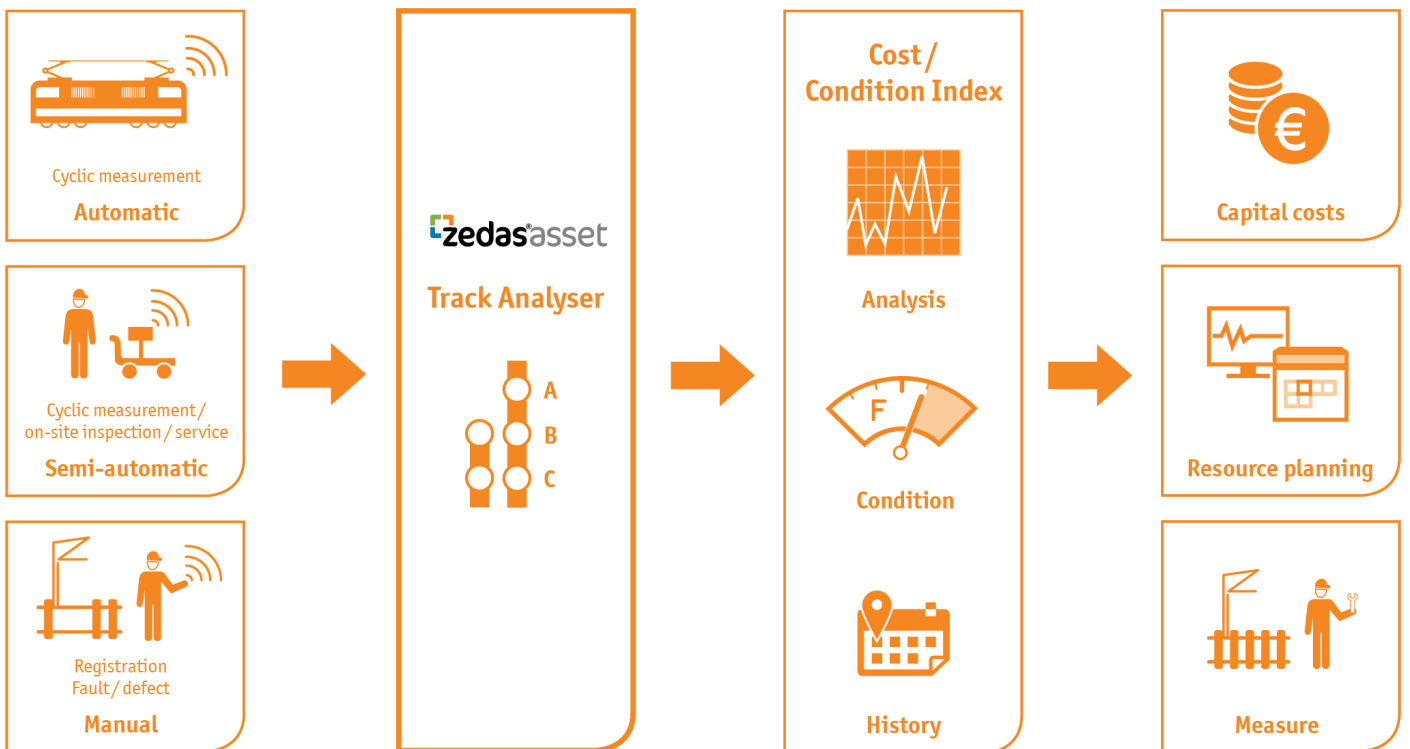 Cyclic measurement
Automatic
Cyclic measurement /
on-site inspection / service
Semi-automatic
Registration
Fault / defect
Manual
zedas®asset
Track Analyser
A
B
C
Cost /
Condition Index
Analysis
F
Condition
History
€
Capital costs
Resource planning
Measure